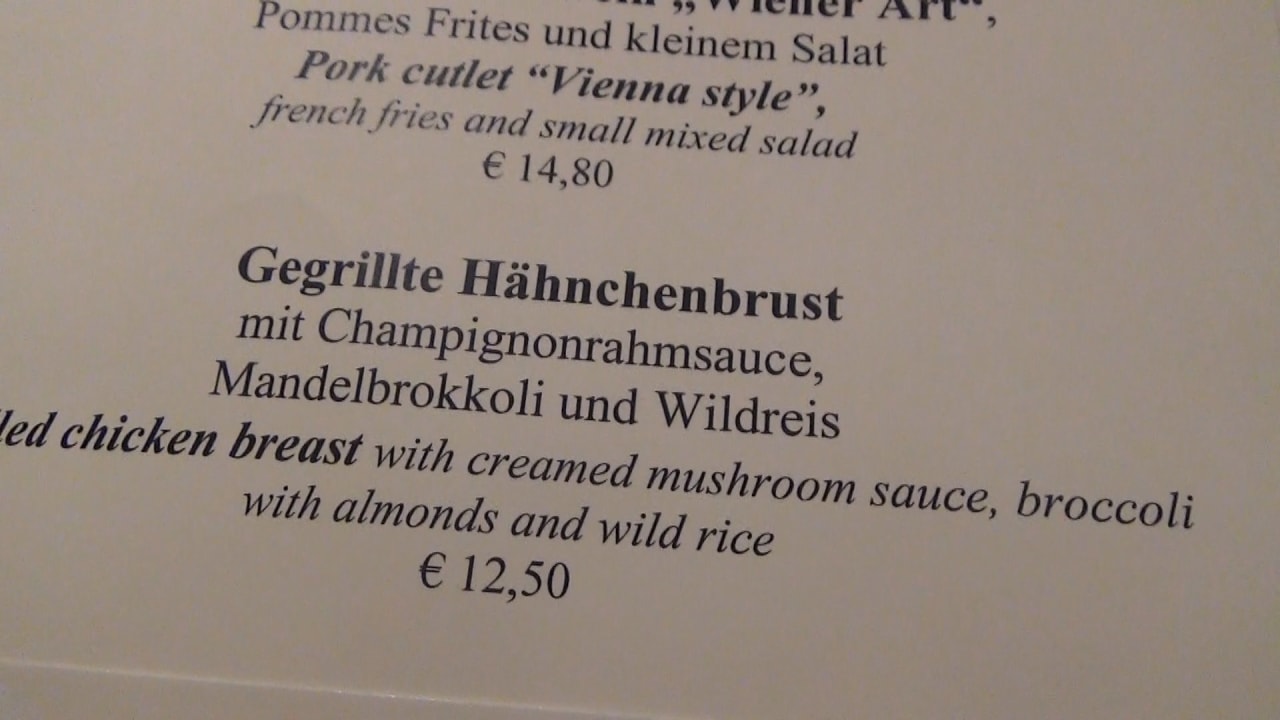 „Wiener Art“,
Pommes Frites und kleinem Salat
Pork cutlet “Vienna style”,
french fries and small mixed salad
€ 14,80
Gegrillte Hähnchenbrust
mit Champignonrahmsauce,
Mandelbrokkoli und Wildreis
chicken breast with creamed mushroom sauce, broccoli
with almonds and wild rice
€ 12,50